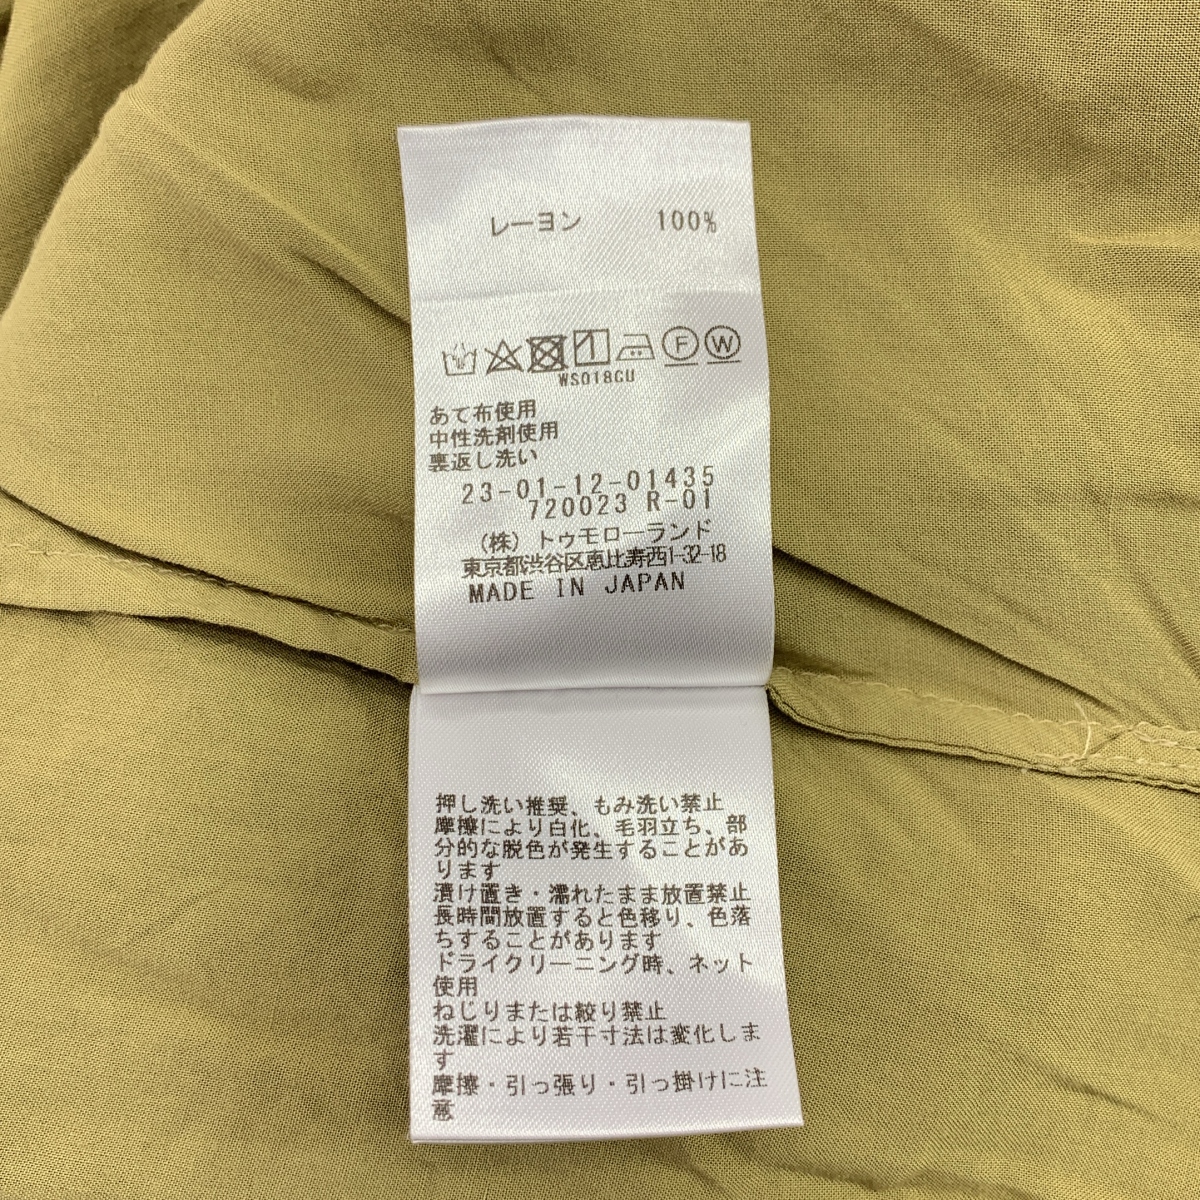 レーヨン 100%
F W
WS018GU
あて布使用
中性洗剤使用
裏返し洗い
23-01-12-01435
720023 R-01
(株) トゥモローランド
東京都渋谷区恵比寿西1-32-18
MADE IN JAPAN
押し洗い推奨、もみ洗い禁止
摩擦により白化、毛羽立ち、部
分的な脱色が発生することがあ
ります
漬け置き・濡れたまま放置禁止
長時間放置すると色移り、色落
ちすることがあります
ドライクリーニング時、ネット
使用
ねじりまたは絞り禁止
洗濯により若干寸法は変化しま
す
摩擦・引っ張り・引っ掛けに注
意